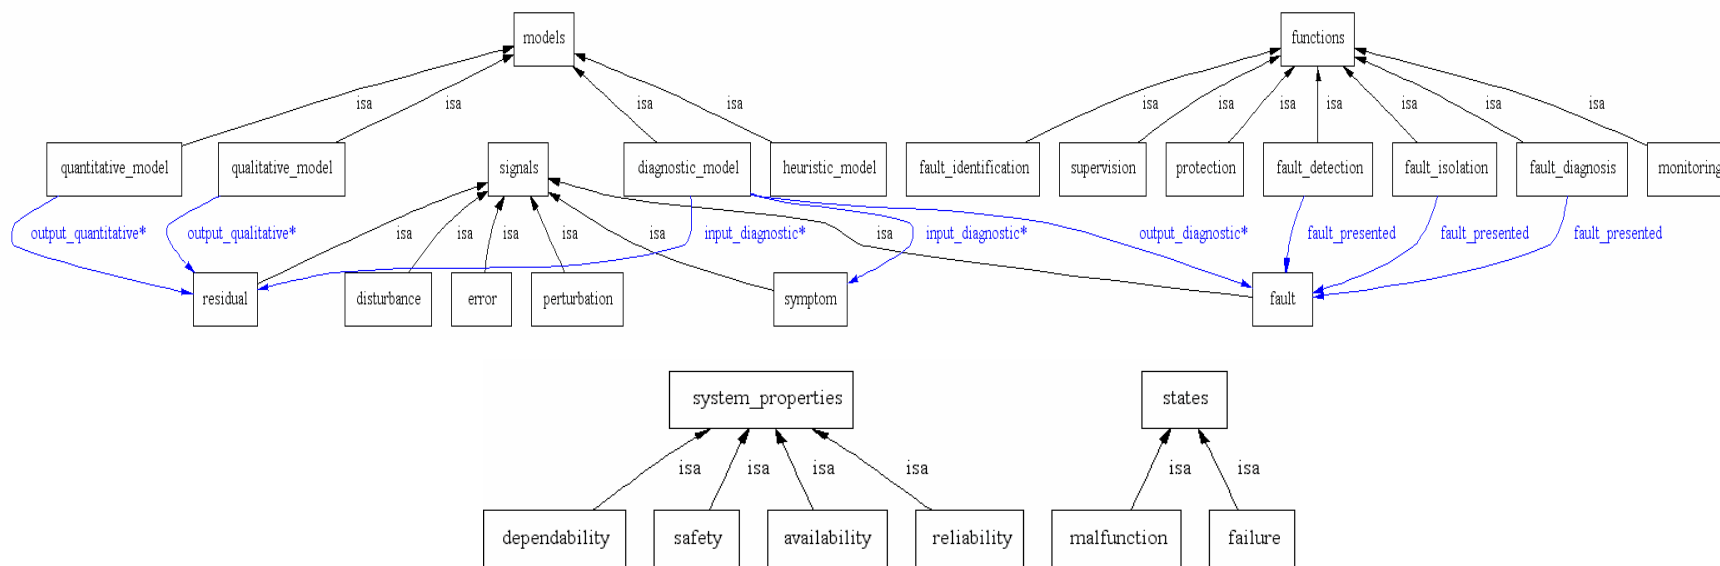 models
functions
isa
isa
isa
isa
isa
isa
isa
isa
isa
isa
isa
quantitative_model
qualitative_model
signals
diagnostic_model
heuristic_model
fault_identification
supervision
protection
fault_detection
fault_isolation
fault_diagnosis
monitoring
output_quantitative*
output_qualitative*
isa
isa
isa
isa
isa
input_diagnostic*
isa
input_diagnostic*
output_diagnostic*
fault_presented
fault_presented
fault_presented
residual
disturbance
error
perturbation
symptom
fault
system_properties
states
isa
isa
isa
isa
isa
isa
dependability
safety
availability
reliability
malfunction
failure